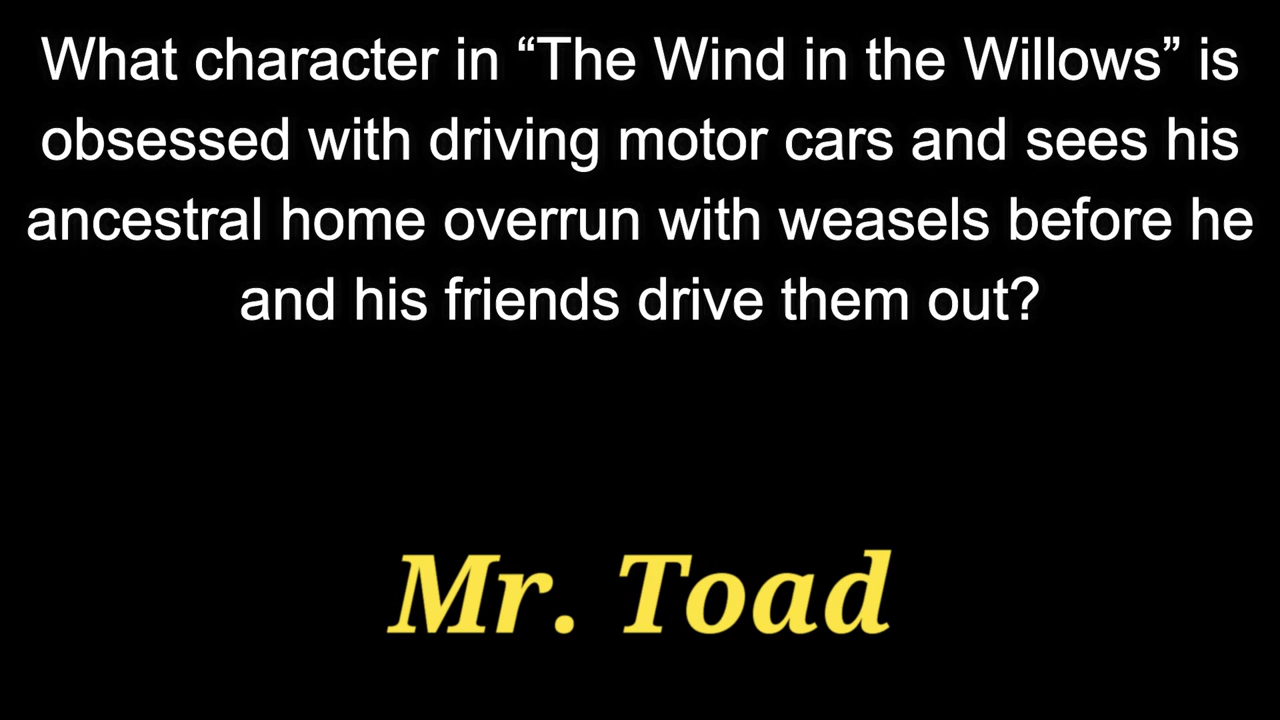 What character in “The Wind in the Willows” is
obsessed with driving motor cars and sees his
ancestral home overrun with weasels before he
and his friends drive them out?
Mr. Toad